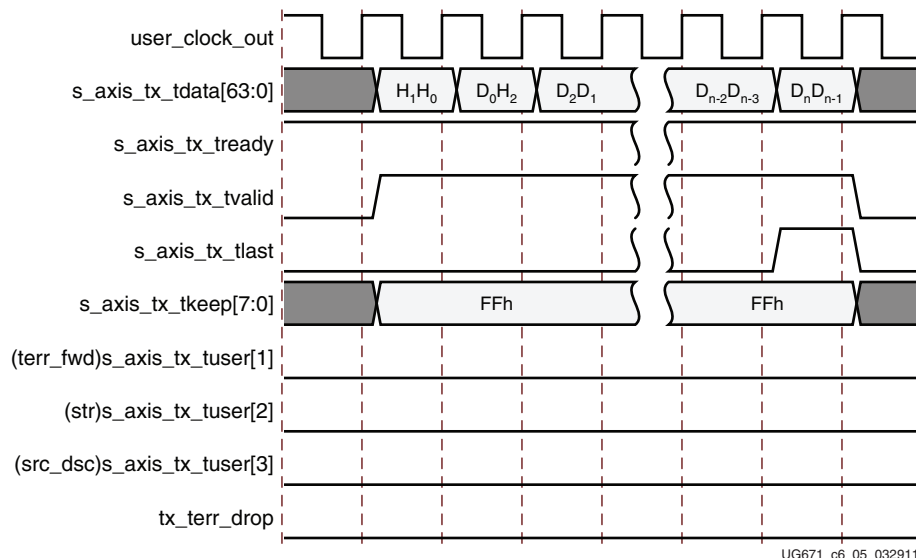 user_clock_out
s_axis_tx_tdata[63:0] H1H0 D0H2 D2D1 Dn-2Dn-3 DnDn-1
s_axis_tx_tready
s_axis_tx_tvalid
s_axis_tx_tlast
s_axis_tx_tkeep[7:0] FFh FFh
(terr_fwd)s_axis_tx_tuser[1]
(str)s_axis_tx_tuser[2]
(src_dsc)s_axis_tx_tuser[3]
tx_terr_drop
UG671_c6_05_032911